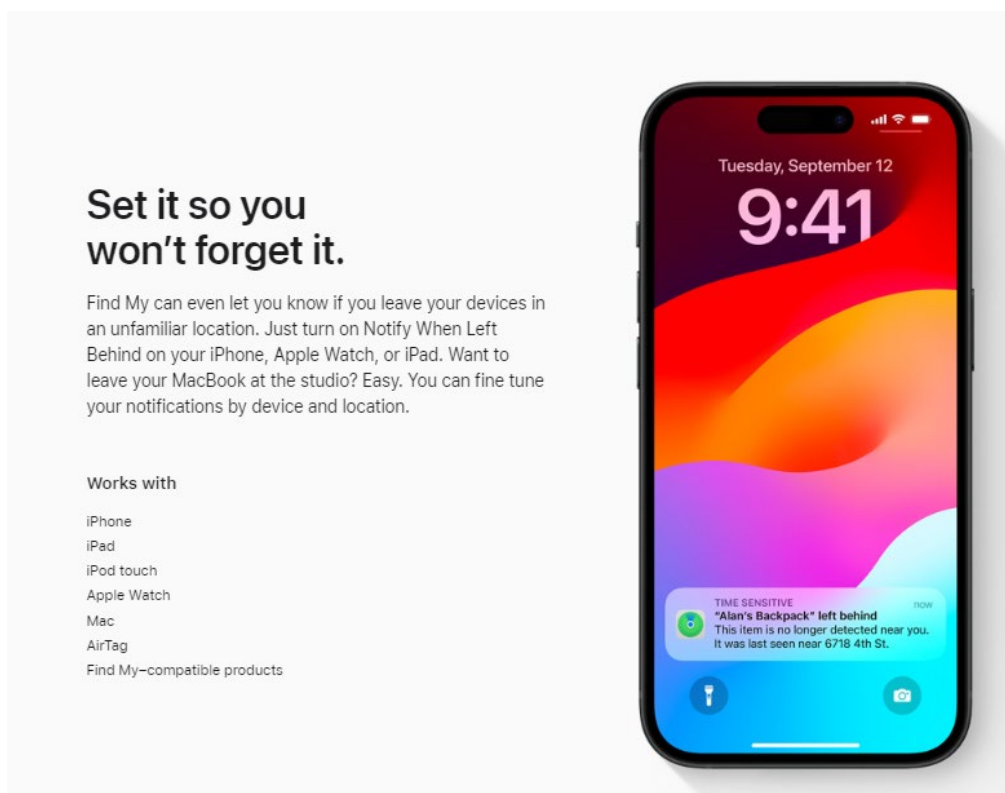 Set it so you
won’t forget it.
Find My can even let you know if you leave your devices in
an unfamiliar location. Just turn on Notify When Left
Behind on your iPhone, Apple Watch, or iPad. Want to
leave your MacBook at the studio? Easy. You can fine tune
your notifications by device and location.
Works with
iPhone
iPad
iPod touch
Apple Watch
Mac
AirTag
Find My–compatible products
Tuesday, September 12
9:41
TIME SENSITIVE
now
“Alan’s Backpack” left behind
This item is no longer detected near you.
It was last seen near 6718 4th St.